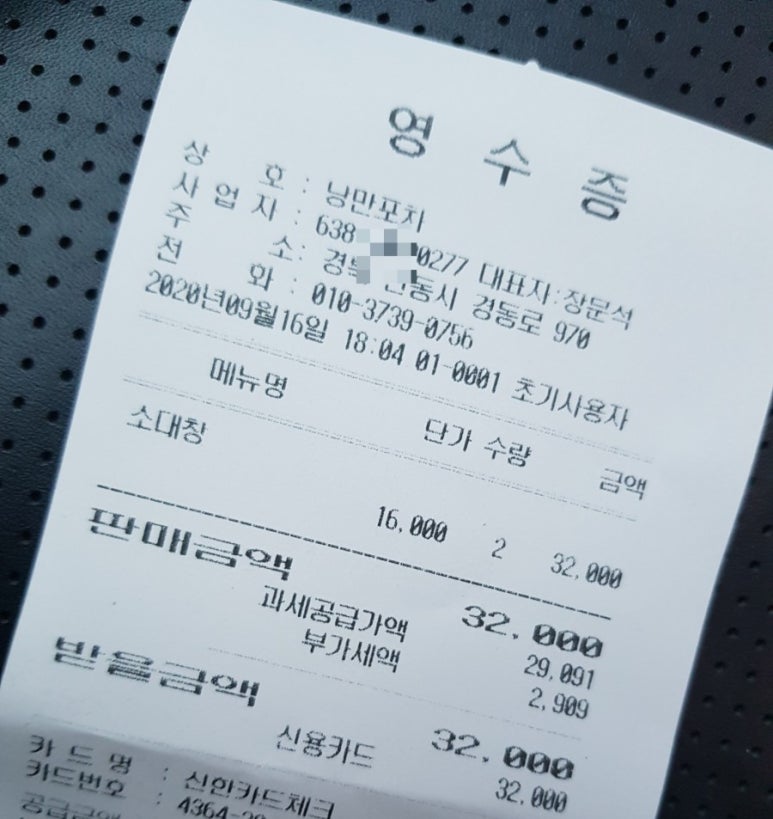 영 수 증
상 호 : 낭만포차
사 업 자 : 638 0277 대표자:장문석
주 소 : 경동로 970
전 화 : 010-3739-0756
2020년09월16일 18:04 01-0001 초기사용자
메뉴명 단가 수량 금액
소대창
16,000 2 32,000
판매금액 32,000
과세공급가액 29,091
부가세액 2,909
받을금액 32,000
신용카드 32,000
카 드 명 : 신한카드체크
카드번호 : 4364-20
공급금액